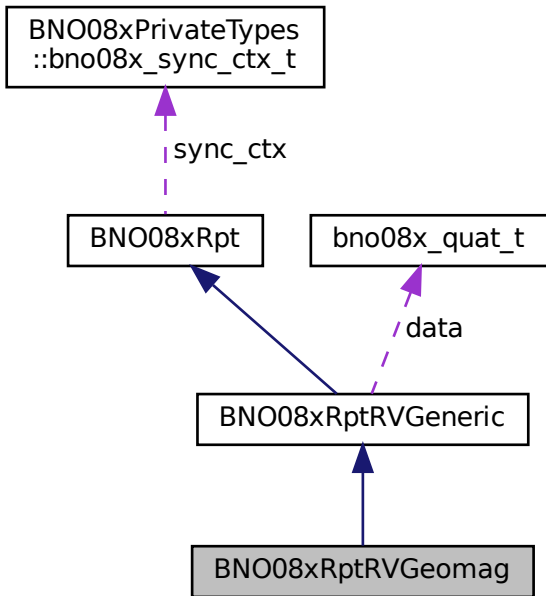 BNO08xPrivateTypes
::bno08x_sync_ctx_t
sync_ctx
BNO08xRpt
bno08x_quat_t
data
BNO08xRptRVGeneric
BNO08xRptRVGeomag